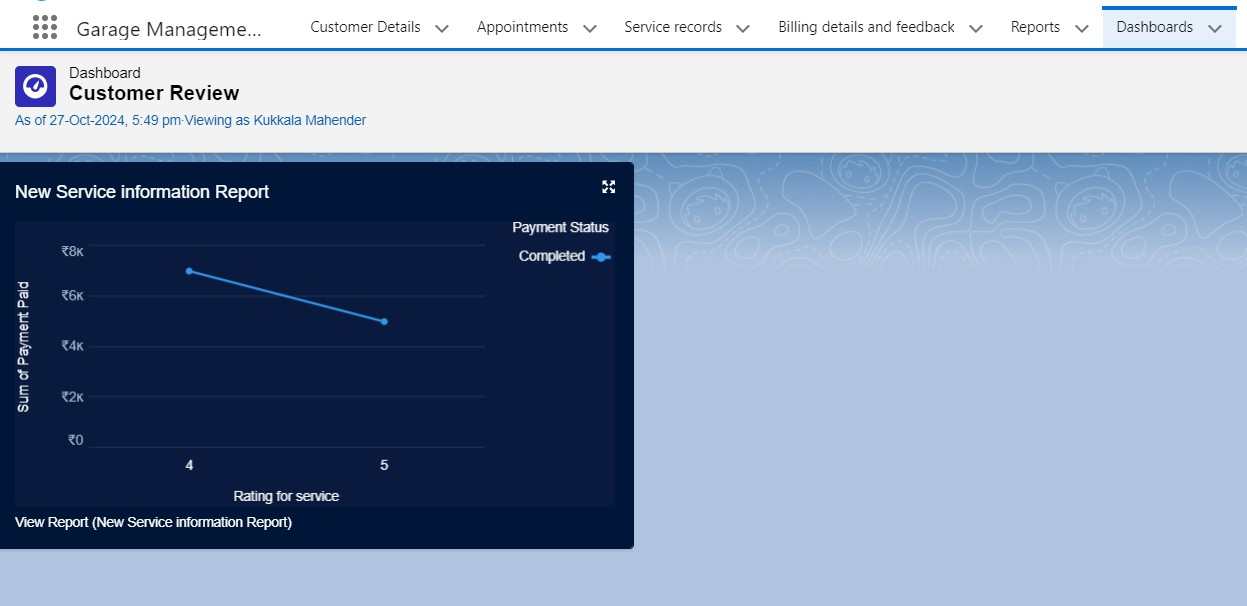 Garage Manageme...
Customer Details
Appointments
Service records
Billing details and feedback
Reports
Dashboards
Dashboard
Customer Review
As of 27-Oct-2024, 5:49 pm·Viewing as Kukkala Mahender
New Service information Report
Payment Status
Completed
Sum of Payment Paid
₹8K
₹6K
₹4K
₹2K
₹0
4
5
Rating for service
View Report (New Service information Report)